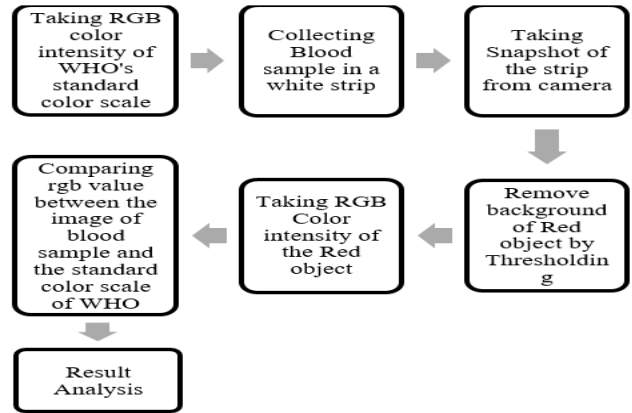 Taking RGB
color
intensity of
WHO's
standard
color scale
Collecting
Blood
sample in a
white strip
Taking
Snapshot of
the strip
from camera
Remove
background
of Red
object by
Thresholdin
g
Taking RGB
Color
intensity of
the Red
object
Comparing
rgb value
between the
image of
blood
sample and
the standard
color scale
of WHO
Result
Analysis